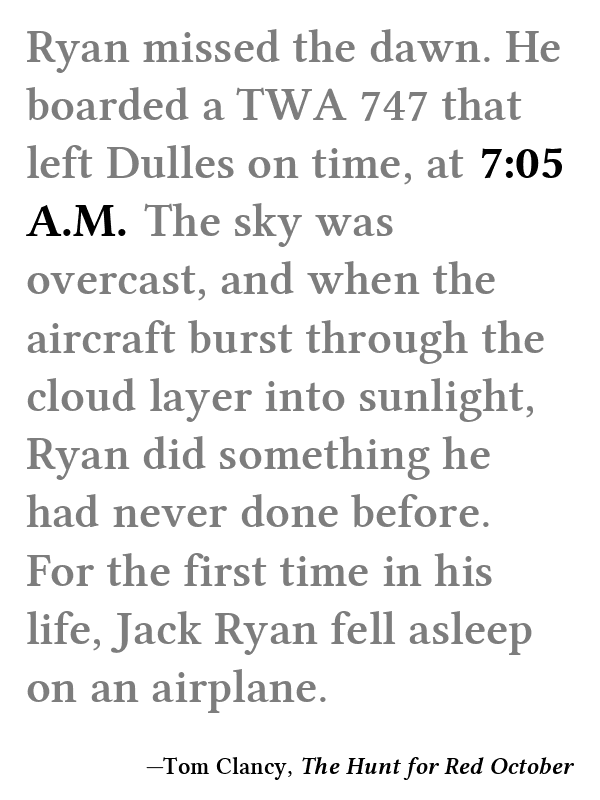 Ryan missed the dawn. He
boarded a TWA 747 that
left Dulles on time, at 7:05
A.M. The sky was
overcast, and when the
aircraft burst through the
cloud layer into sunlight,
Ryan did something he
had never done before.
For the first time in his
life, Jack Ryan fell asleep
on an airplane.
—Tom Clancy, The Hunt for Red October